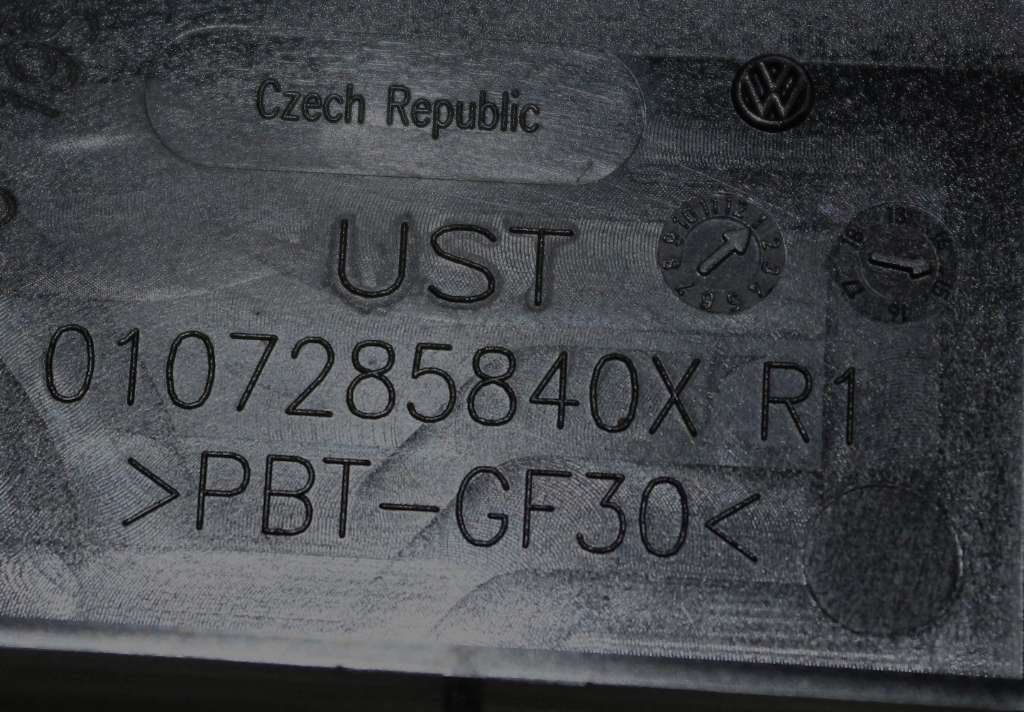 Czech Republic
UST
0107285840X R1
>PBT-GF30<